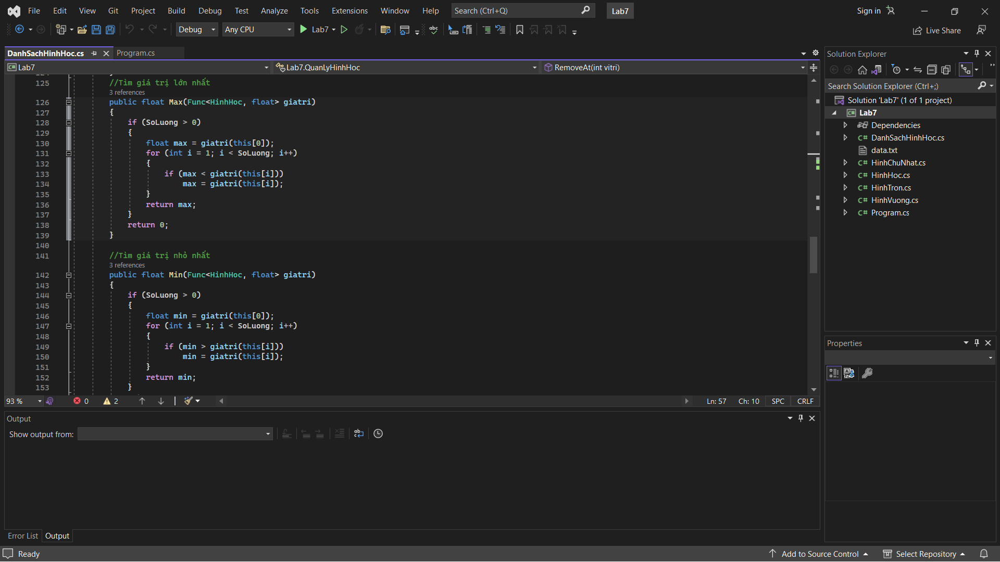 File Edit View Git Project Build Debug Test Analyze Tools Extensions Window Help Search (Ctrl+Q) Lab7 Sign in
Debug Any CPU Lab7 Live Share
DanhSachHinhHoc.cs Program.cs
Lab7 Lab7.QuanLyHinhHoc RemoveAt(int vitri)
125 //Tìm giá trị lớn nhất
3 references
126 public float Max(Func<HinhHoc, float> giatri)
127 {
128 if (SoLuong > 0)
129 {
130 float max = giatri(this[0]);
131 for (int i = 1; i < SoLuong; i++)
132 {
133 if (max < giatri(this[i]))
134 max = giatri(this[i]);
135 }
136 return max;
137 }
138 return 0;
139 }
140
141 //Tìm giá trị nhỏ nhất
3 references
142 public float Min(Func<HinhHoc, float> giatri)
143 {
144 if (SoLuong > 0)
145 {
146 float min = giatri(this[0]);
147 for (int i = 1; i < SoLuong; i++)
148 {
149 if (min > giatri(this[i]))
150 min = giatri(this[i]);
151 }
152 return min;
153 }
93 % 0 2 Ln: 57 Ch: 10 SPC CRLF
Output
Show output from:
Error List Output
Solution Explorer
Search Solution Explorer (Ctrl+;)
Solution 'Lab7' (1 of 1 project)
C# Lab7
Dependencies
C# DanhSachHinhHoc.cs
data.txt
C# HinhChuNhat.cs
C# HinhHoc.cs
C# HinhTron.cs
C# HinhVuong.cs
C# Program.cs
Properties
Ready Add to Source Control Select Repository